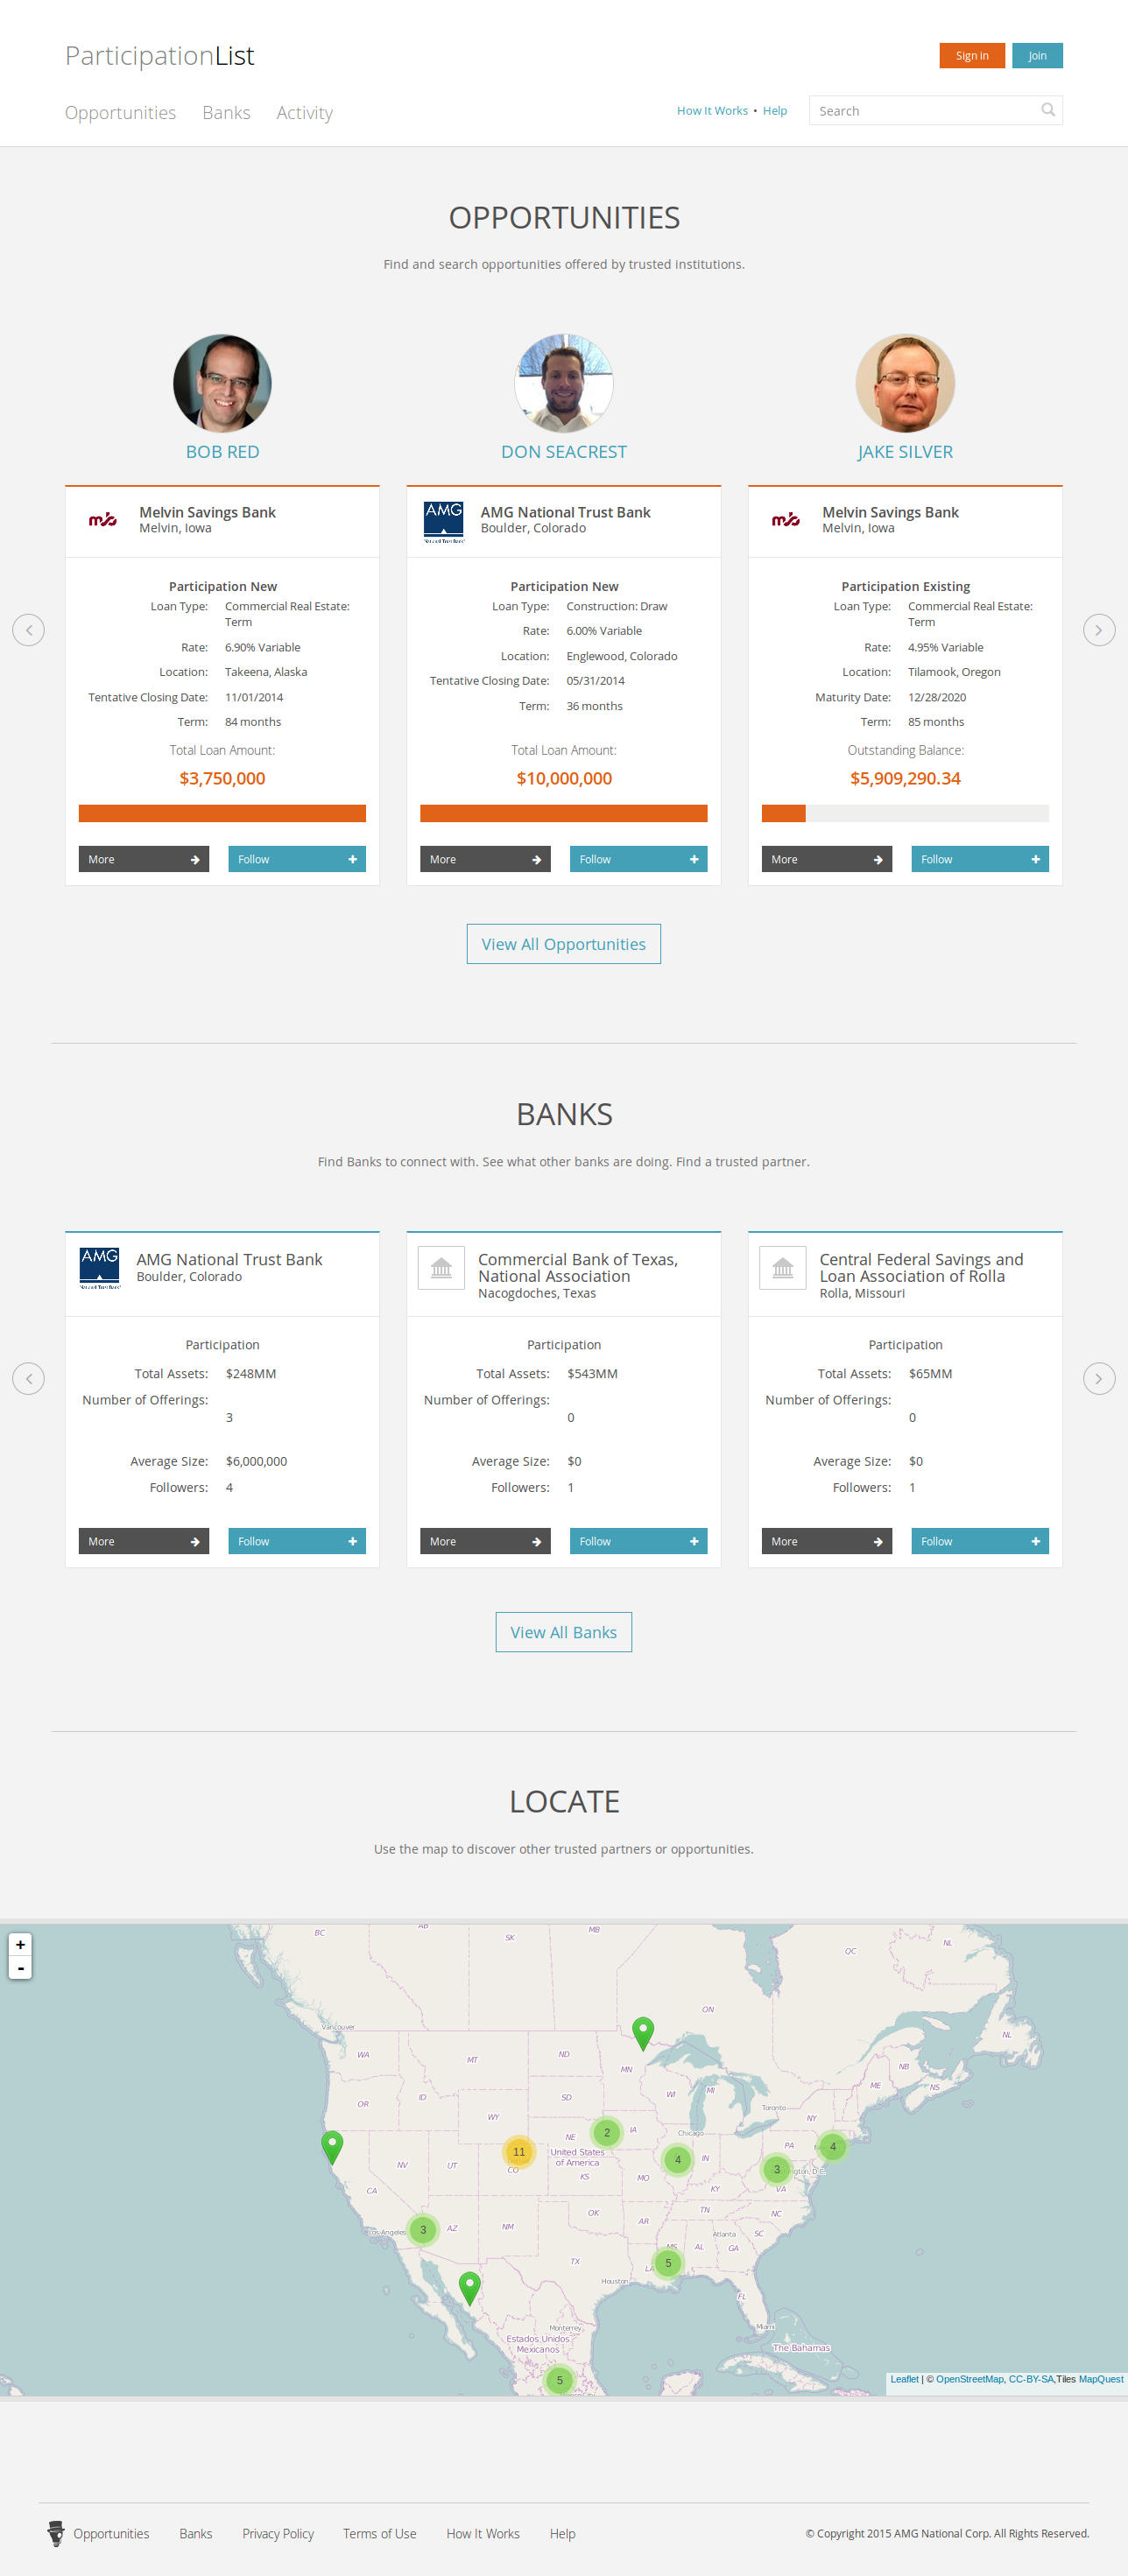 ParticipationList
Sign in
Join
Opportunities Banks Activity
How It Works • Help
Search
OPPORTUNITIES
Find and search opportunities offered by trusted institutions.
BOB RED
DON SEACREST
JAKE SILVER
msb
Melvin Savings Bank
Melvin, Iowa
Participation New
Loan Type: Commercial Real Estate:
Term
Rate: 6.90% Variable
Location: Takeena, Alaska
Tentative Closing Date: 11/01/2014
Term: 84 months
Total Loan Amount:
$3,750,000
More
Follow
AMG
AMG National Trust Bank
Boulder, Colorado
Participation New
Loan Type: Construction: Draw
Rate: 6.00% Variable
Location: Englewood, Colorado
Tentative Closing Date: 05/31/2014
Term: 36 months
Total Loan Amount:
$10,000,000
More
Follow
msb
Melvin Savings Bank
Melvin, Iowa
Participation Existing
Loan Type: Commercial Real Estate:
Term
Rate: 4.95% Variable
Location: Tilamook, Oregon
Maturity Date: 12/28/2020
Term: 85 months
Outstanding Balance:
$5,909,290.34
More
Follow
View All Opportunities
BANKS
Find Banks to connect with. See what other banks are doing. Find a trusted partner.
AMG
AMG National Trust Bank
Boulder, Colorado
Participation
Total Assets: $248MM
Number of Offerings:
3
Average Size: $6,000,000
Followers: 4
More
Follow
Commercial Bank of Texas,
National Association
Nacogdoches, Texas
Participation
Total Assets: $543MM
Number of Offerings:
0
Average Size: $0
Followers: 1
More
Follow
Central Federal Savings and
Loan Association of Rolla
Rolla, Missouri
Participation
Total Assets: $65MM
Number of Offerings:
0
Average Size: $0
Followers: 1
More
Follow
View All Banks
LOCATE
Use the map to discover other trusted partners or opportunities.
+
-
BC
AB
SK
MB
ON
QC
NL
NL
Vancouver
WA
MT
ND
MN
OR
ID
SD
WI
MI
NB
NS
ME
Toronto
WY
NY
2
IA
Chicago
NE
PA
4
11
CO
United States
of America
4
IN
3
NV
UT
KS
MO
KY
VA
CA
OK
TN
NC
Los Angeles
3
AZ
NM
AR
Atlanta
SC
MS
AL
GA
TX
LA
5
Houston
FL
Monterrey
Miami
Estados Unidos
Mexicanos
The Bahamas
5
Leaflet | © OpenStreetMap, CC-BY-SA,Tiles MapQuest
Opportunities Banks Privacy Policy Terms of Use How It Works Help
© Copyright 2015 AMG National Corp. All Rights Reserved.